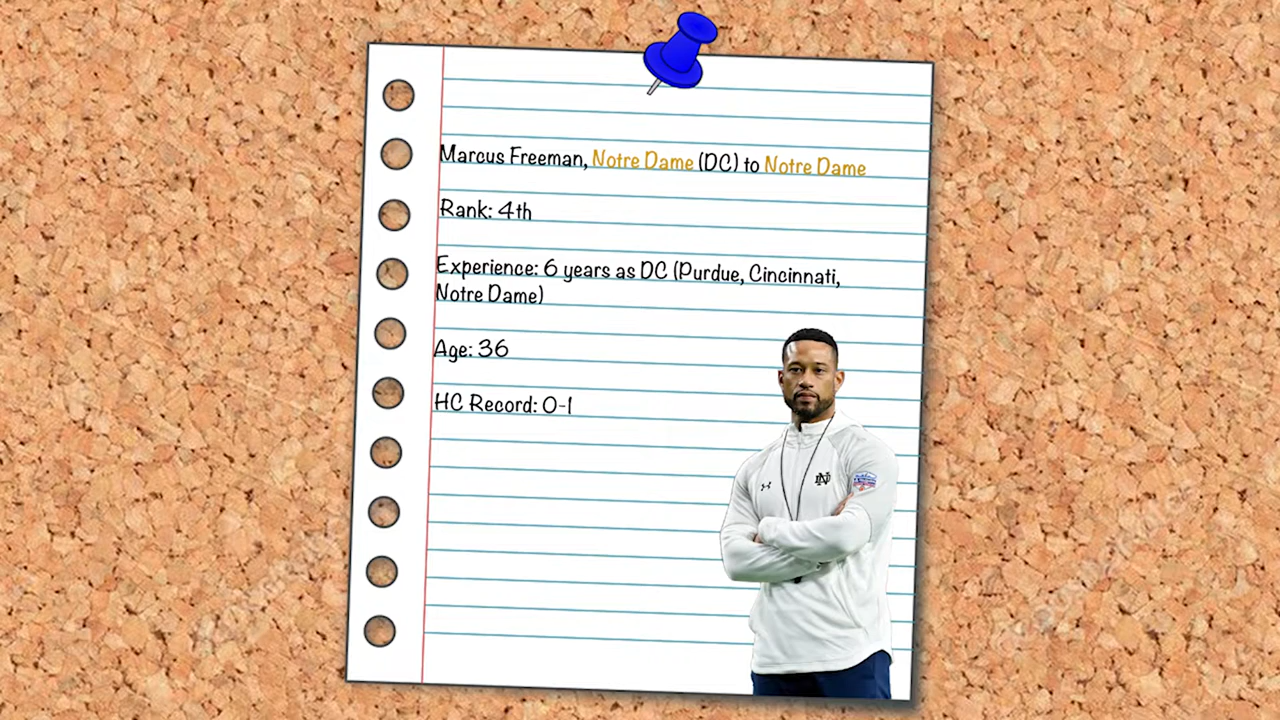 Marcus Freeman, Notre Dame (DC) to Notre Dame
Rank: 4th
Experience: 6 years as DC (Purdue, Cincinnati,
Notre Dame)
Age: 36
HC Record: 0-1
ND